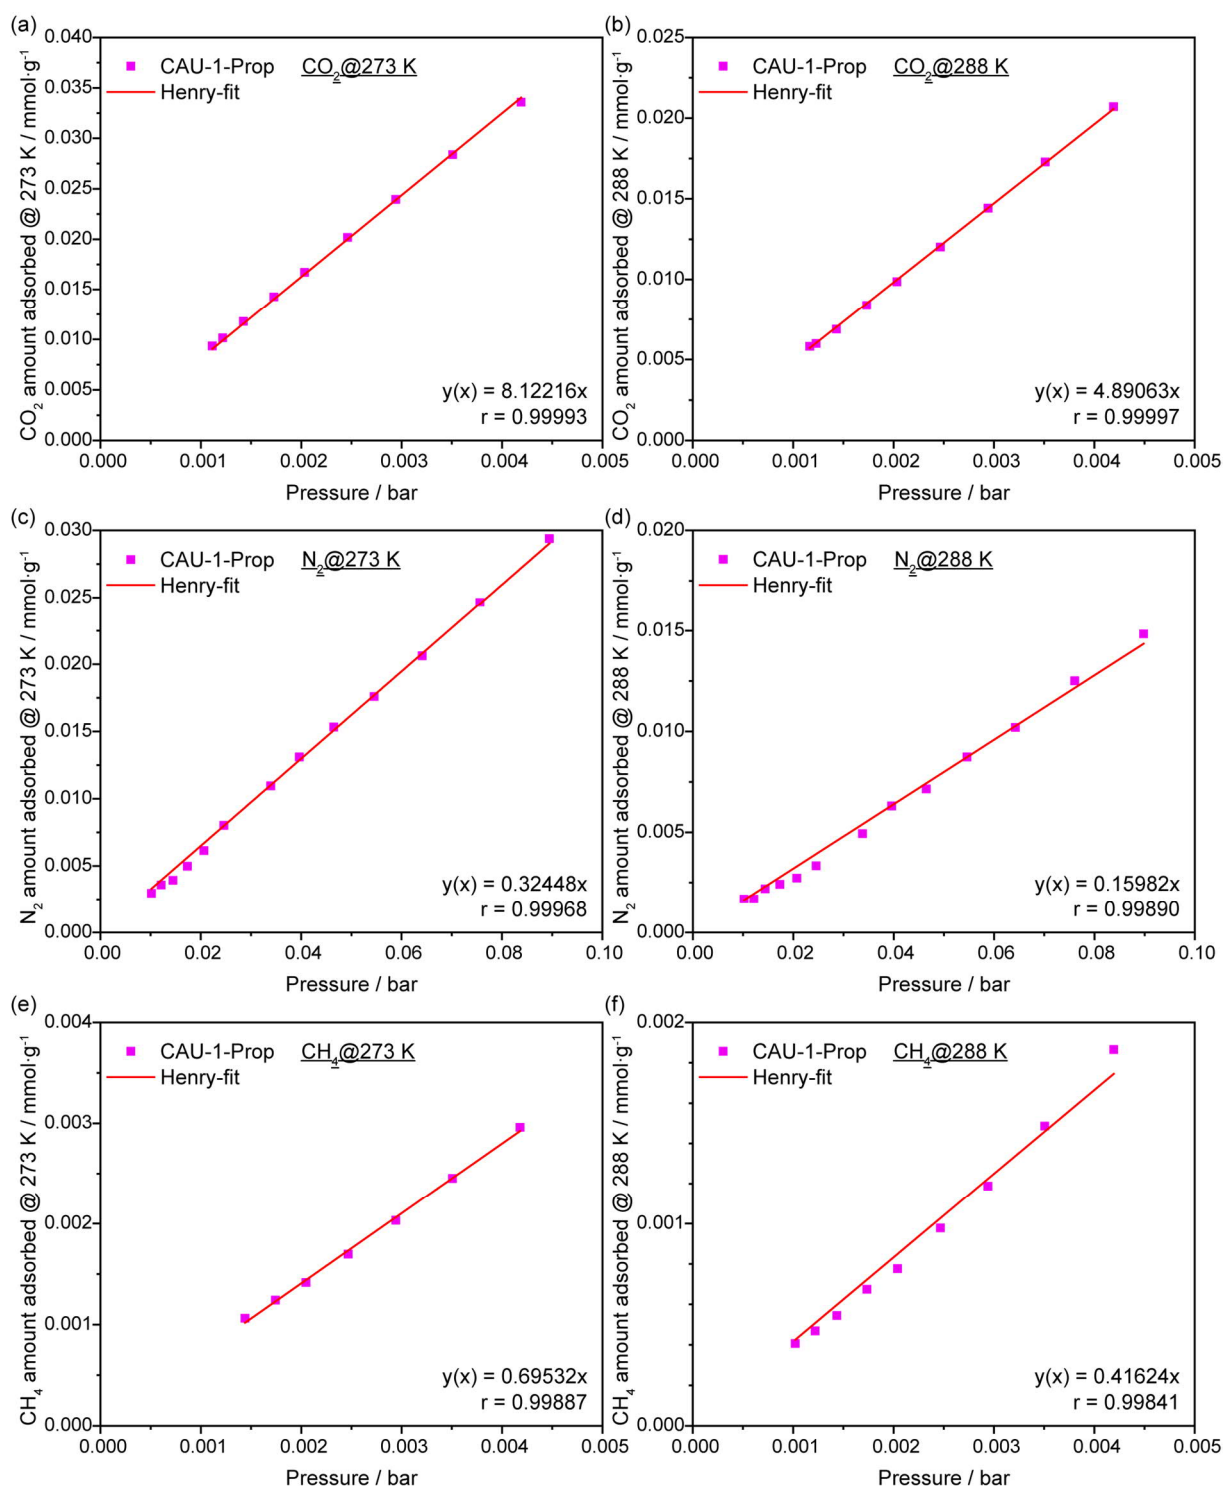 (a)
0.040
0.035
0.030
0.025
0.020
0.015
0.010
0.005
0.000
CO₂ amount adsorbed @ 273 K / mmol·g⁻¹
CAU-1-Prop CO₂@273 K
Henry-fit
y(x) = 8.12216x
r = 0.99993
0.000 0.001 0.002 0.003 0.004 0.005
Pressure / bar
(b)
0.025
0.020
0.015
0.010
0.005
0.000
CO₂ amount adsorbed @ 288 K / mmol·g⁻¹
CAU-1-Prop CO₂@288 K
Henry-fit
y(x) = 4.89063x
r = 0.99997
0.000 0.001 0.002 0.003 0.004 0.005
Pressure / bar
(c)
0.030
0.025
0.020
0.015
0.010
0.005
0.000
N₂ amount adsorbed @ 273 K / mmol·g⁻¹
CAU-1-Prop N₂@273 K
Henry-fit
y(x) = 0.32448x
r = 0.99968
0.00 0.02 0.04 0.06 0.08 0.10
Pressure / bar
(d)
0.020
0.015
0.010
0.005
0.000
N₂ amount adsorbed @ 288 K / mmol·g⁻¹
CAU-1-Prop N₂@288 K
Henry-fit
y(x) = 0.15982x
r = 0.99890
0.00 0.02 0.04 0.06 0.08 0.10
Pressure / bar
(e)
0.004
0.003
0.002
0.001
0.000
CH₄ amount adsorbed @ 273 K / mmol·g⁻¹
CAU-1-Prop CH₄@273 K
Henry-fit
y(x) = 0.69532x
r = 0.99887
0.000 0.001 0.002 0.003 0.004 0.005
Pressure / bar
(f)
0.002
0.001
0.000
CH₄ amount adsorbed @ 288 K / mmol·g⁻¹
CAU-1-Prop CH₄@288 K
Henry-fit
y(x) = 0.41624x
r = 0.99841
0.000 0.001 0.002 0.003 0.004 0.005
Pressure / bar